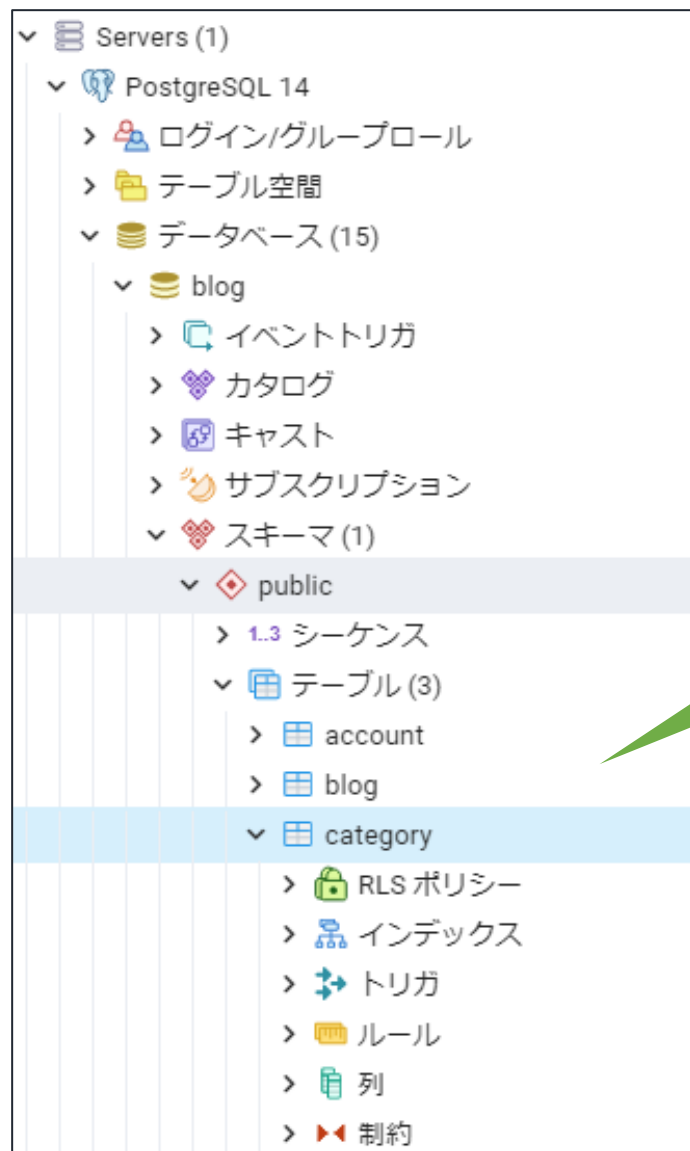 Servers (1)
PostgreSQL 14
ログイン/グループロール
テーブル空間
データベース (15)
blog
イベントトリガ
カタログ
キャスト
サブスクリプション
スキーマ (1)
public
1..3 シーケンス
テーブル (3)
account
blog
category
RLS ポリシー
インデックス
トリガ
ルール
列
制約